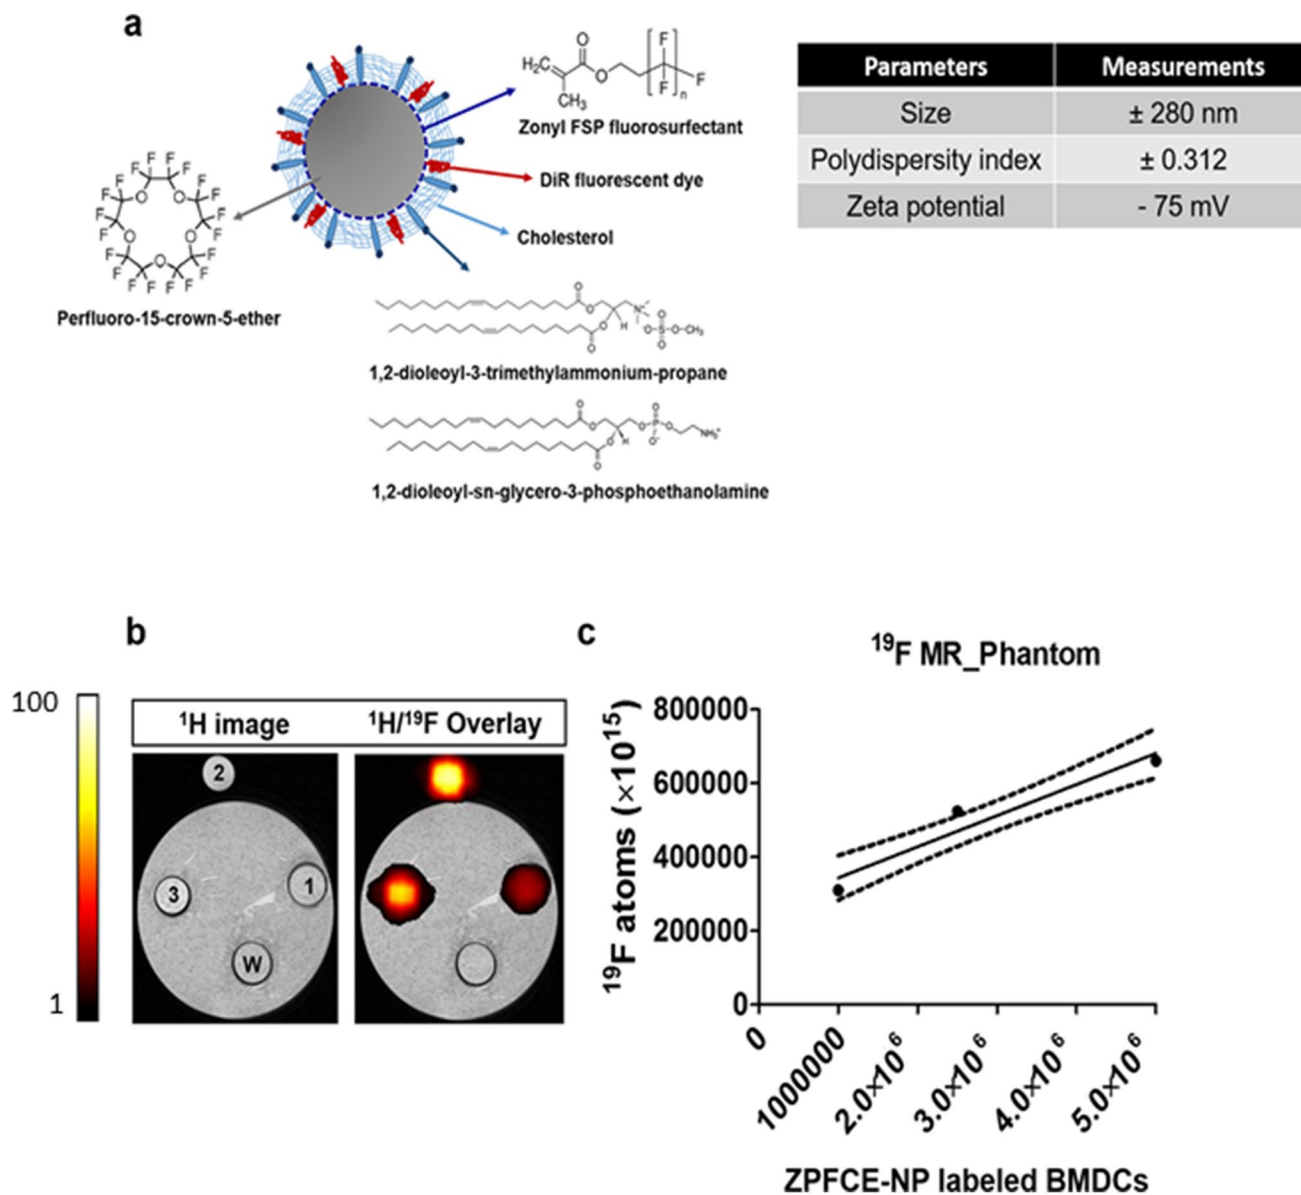 a
H₂C
CH₃
O
O
F
F
F
n
Zonyl FSP fluorosurfactant
DiR fluorescent dye
Cholesterol
F F F F
F F F F
O O
F F F F
O O
F O F
F F F F F F
Perfluoro-15-crown-5-ether
O
O
N⁺
O
H
O
O
⁻O-S-O-CH₃
O
1,2-dioleoyl-3-trimethylammonium-propane
O
O
O
O-P-O
O⁻
NH₃⁺
O
H
O
1,2-dioleoyl-sn-glycero-3-phosphoethanolamine
Parameters Measurements
Size ± 280 nm
Polydispersity index ± 0.312
Zeta potential - 75 mV
b
100
1
¹H image ¹H/¹⁹F Overlay
2
3
1
W
c
¹⁹F MR_Phantom
¹⁹F atoms (×10¹⁵)
800000
600000
400000
200000
0
0
1000000
2.0×10⁶
3.0×10⁶
4.0×10⁶
5.0×10⁶
ZPFCE-NP labeled BMDCs